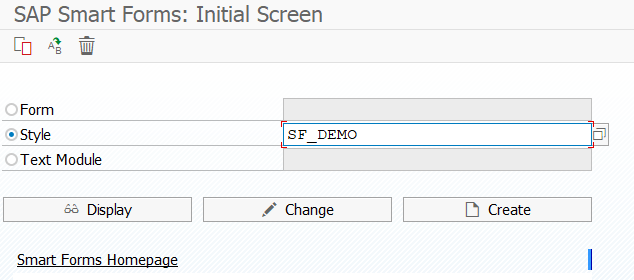 SAP Smart Forms: Initial Screen
Form
Style SF_DEMO
Text Module
Display Change Create
Smart Forms Homepage